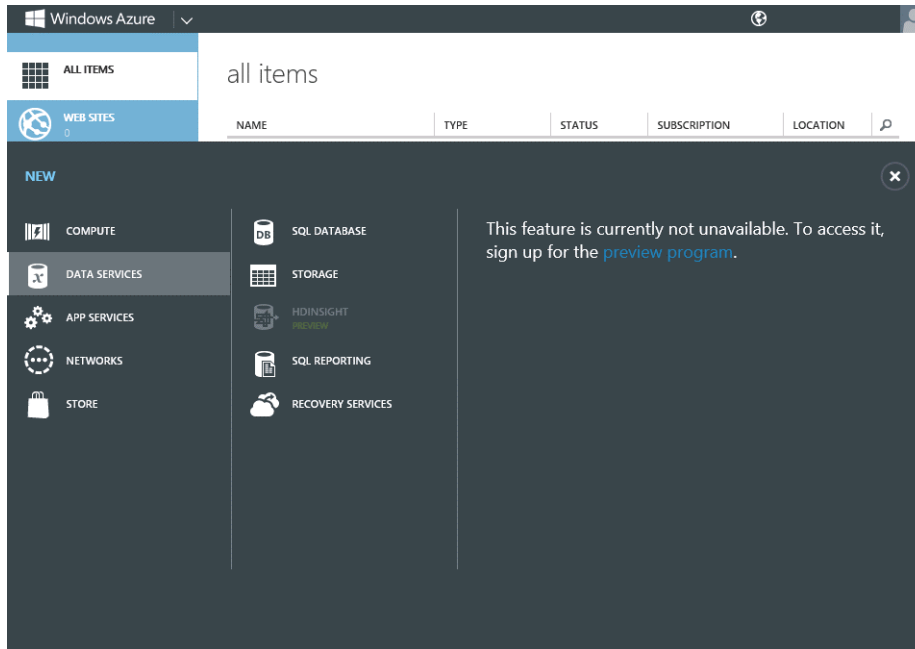 Windows Azure
ALL ITEMS
all items
WEB SITES
0
NAME TYPE STATUS SUBSCRIPTION LOCATION
NEW
COMPUTE
DATA SERVICES
APP SERVICES
NETWORKS
STORE
DB SQL DATABASE
STORAGE
HDINSIGHT
PREVIEW
SQL REPORTING
RECOVERY SERVICES
This feature is currently not unavailable. To access it,
sign up for the preview program.